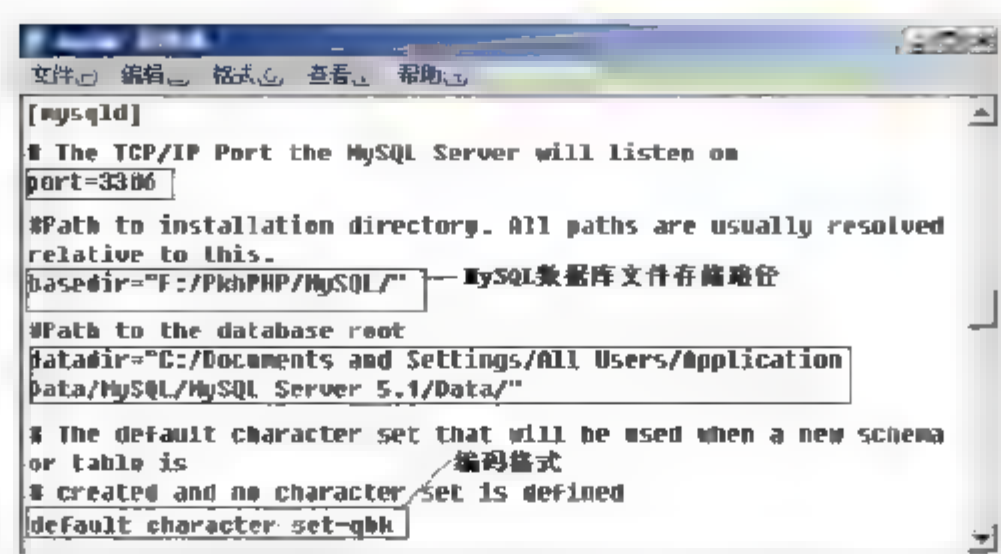 文件 编辑 格式 查看 帮助
[mysqld]
# The TCP/IP Port the MySQL Server will listen on
port=3306
#Path to installation directory. All paths are usually resolved
relative to this.
basedir="F:/PkhPHP/MySQL/"
MySQL数据库文件存储路径
#Path to the database root
datadir="C:/Documents and Settings/All Users/Application
Data/MySQL/MySQL Server 5.1/Data/"
# The default character set that will be used when a new schema
or table is
编码格式
# created and no character set is defined
default character set=gbk